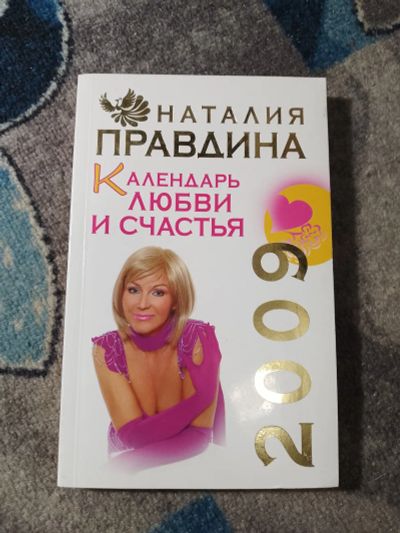 НАТАЛИЯ
ПРАВДИНА
КАЛЕНДАРЬ
ЛЮБВИ
И СЧАСТЬЯ
2009